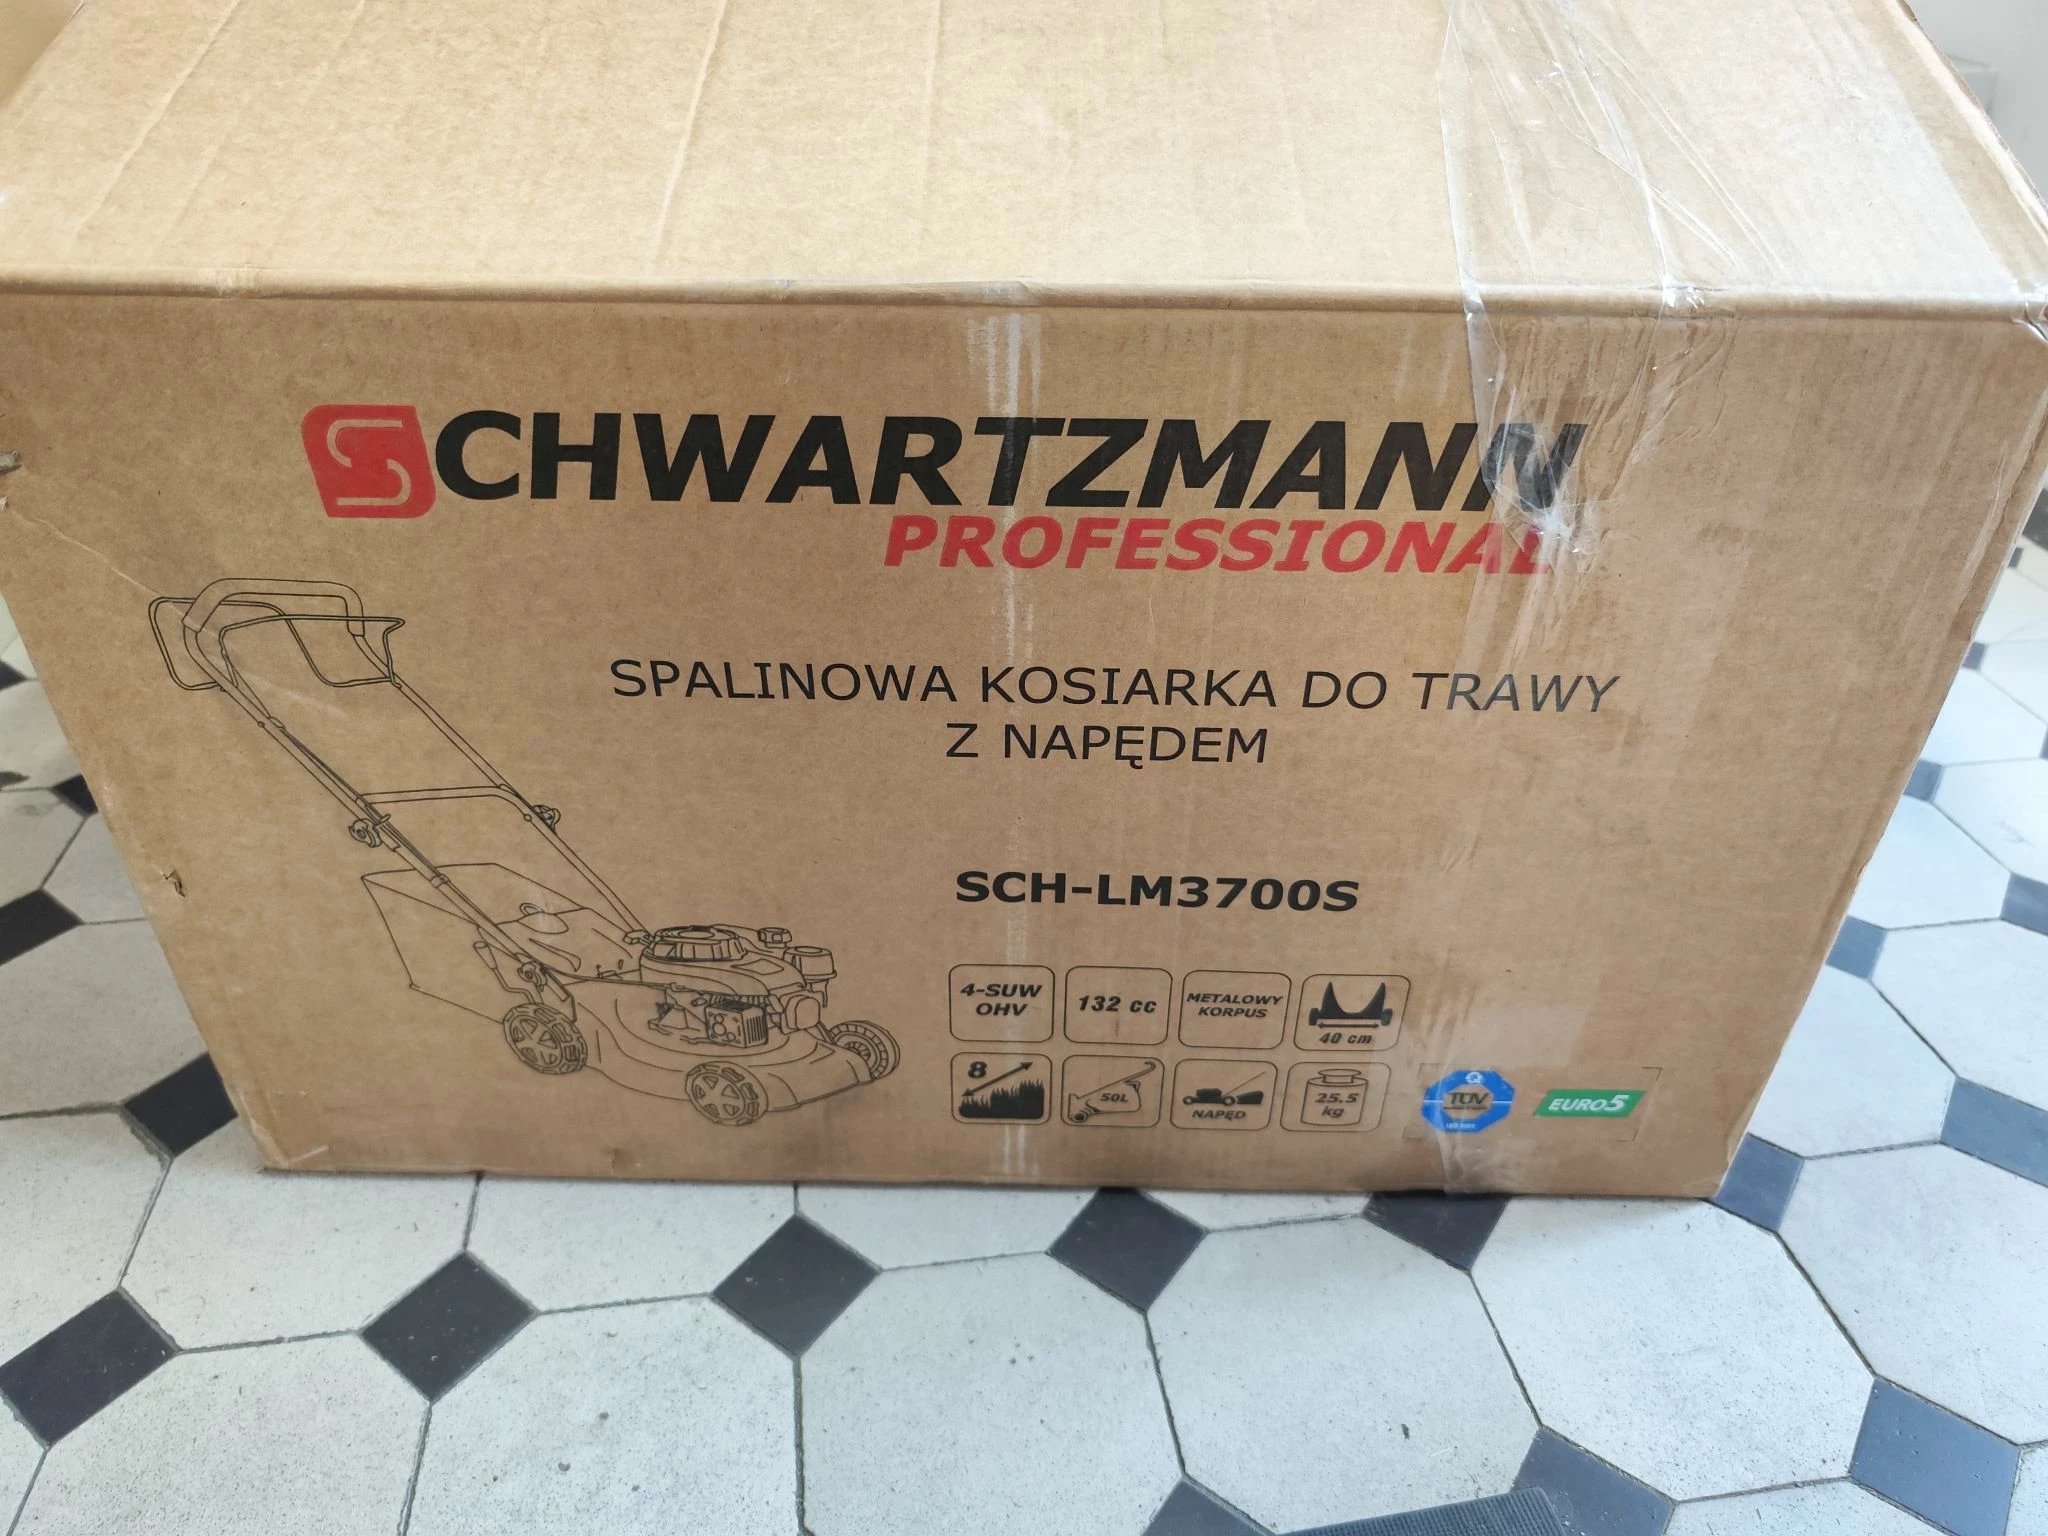 SCHWARTZMANN
PROFESSIONAL
SPALINOWA KOSIARKA DO TRAWY
Z NAPĘDEM
SCH-LM3700S
4-SUW
OHV
132 cc
METALOWY
KORPUS
40 cm
8
50L
NAPĘD
25.5
kg
TÜV
EURO5